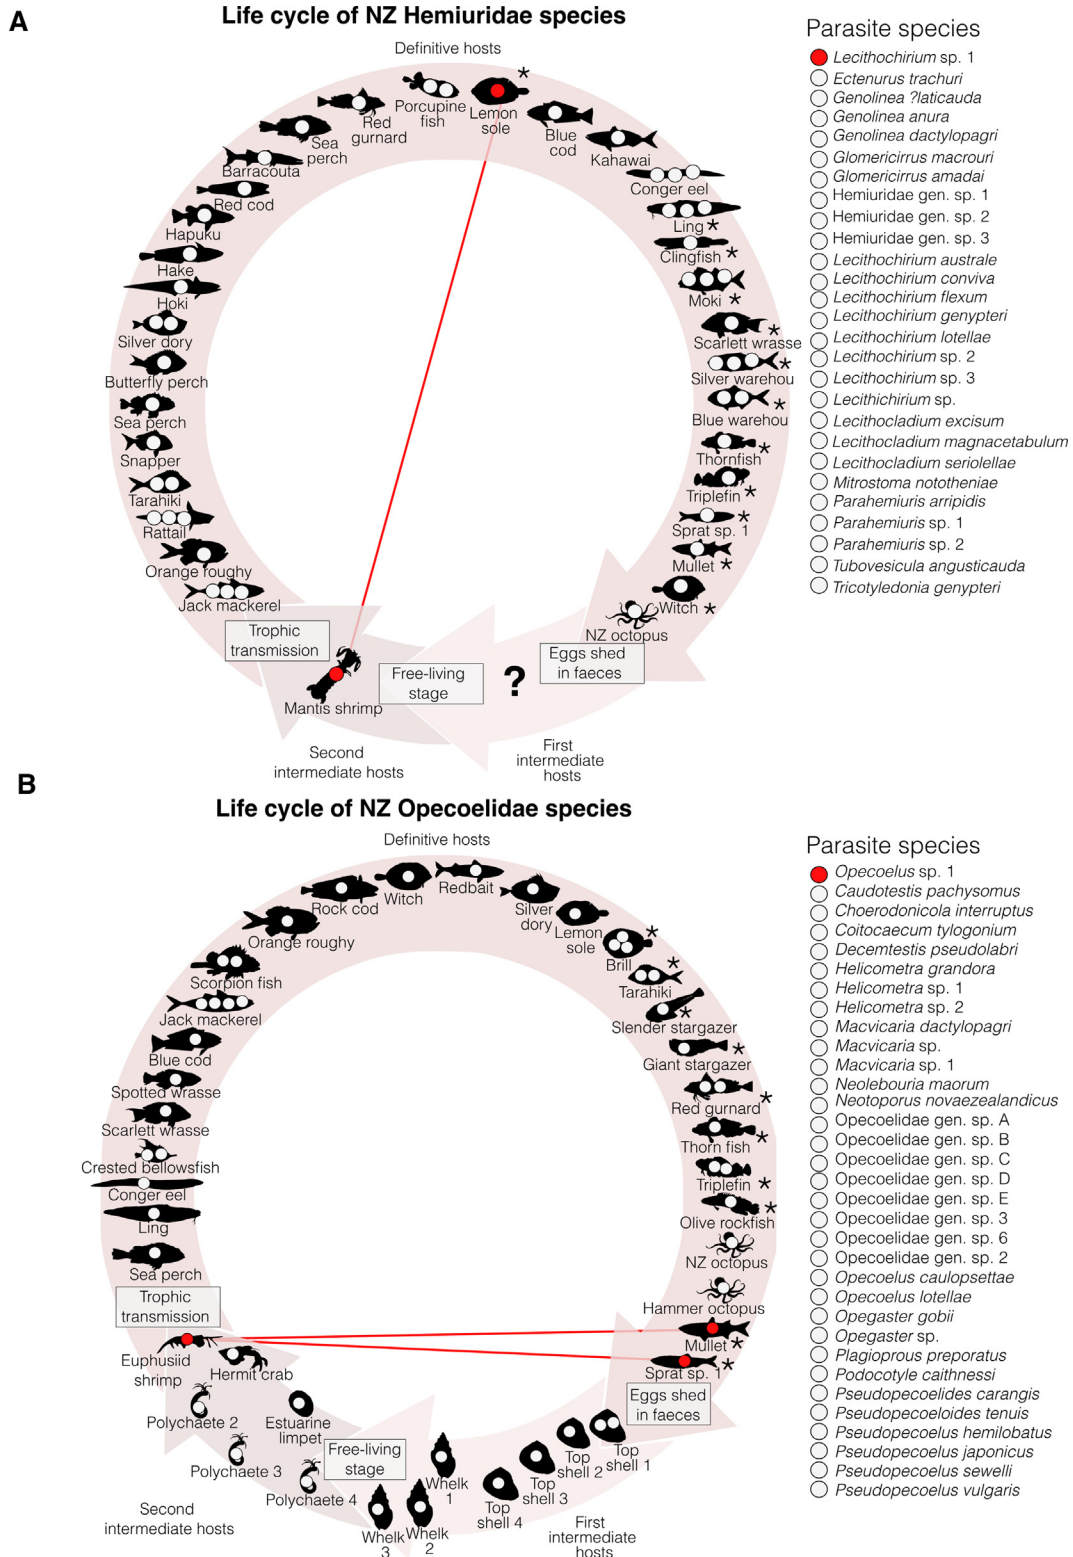 A
Life cycle of NZ Hemiuridae species
Definitive hosts
Porcupine
fish
Lemon
sole
*
Blue
cod
Kahawai
Conger eel
Ling *
Clingfish *
Moki *
Scarlett wrasse *
Silver warehou *
Blue warehou *
Thornfish *
Triplefin *
Sprat sp. 1 *
Mullet *
Witch *
NZ octopus
Red
gurnard
Sea
perch
Barracouta
Red cod
Hapuku
Hake
Hoki
Silver dory
Butterfly perch
Sea perch
Snapper
Tarahiki
Rattail
Orange roughy
Jack mackerel
Trophic
transmission
Mantis shrimp
Free-living
stage
?
Eggs shed
in faeces
Second
intermediate hosts
First
intermediate
hosts
Parasite species
Lecithochirium sp. 1
Ectenurus trachuri
Genolinea ?laticauda
Genolinea anura
Genolinea dactylopagri
Glomericirrus macrouri
Glomericirrus amadai
Hemiuridae gen. sp. 1
Hemiuridae gen. sp. 2
Hemiuridae gen. sp. 3
Lecithochirium australe
Lecithochirium conviva
Lecithochirium flexum
Lecithochirium genypteri
Lecithochirium lotellae
Lecithochirium sp. 2
Lecithochirium sp. 3
Lecithichirium sp.
Lecithocladium excisum
Lecithocladium magnacetabulum
Lecithocladium seriolellae
Mitrostoma nototheniae
Parahemiuris arripidis
Parahemiuris sp. 1
Parahemiuris sp. 2
Tubovesicula angusticauda
Tricotyledonia genypteri
B
Life cycle of NZ Opecoelidae species
Definitive hosts
Redbait
Witch
Rock cod
Orange roughy
Scorpion fish
Jack mackerel
Blue cod
Spotted wrasse
Scarlett wrasse
Crested bellowsfish
Conger eel
Ling
Sea perch
Silver
dory
Lemon
sole
Brill *
Tarahiki *
Slender stargazer *
Giant stargazer *
Red gurnard *
Thorn fish *
Triplefin *
Olive rockfish *
NZ octopus
Hammer octopus
Mullet *
Sprat sp. 1 *
Trophic
transmission
Euphusiid
shrimp
Hermit crab
Polychaete 2
Estuarine
limpet
Polychaete 3
Polychaete 4
Free-living
stage
Eggs shed
in faeces
Whelk
1
Whelk
2
Whelk
3
Top
shell 1
Top
shell 2
Top
shell 3
Top
shell 4
Second
intermediate hosts
First
intermediate
hosts
Parasite species
Opecoelus sp. 1
Caudotestis pachysomus
Choerodonicola interruptus
Coitocaecum tylogonium
Decemtestis pseudolabri
Helicometra grandora
Helicometra sp. 1
Helicometra sp. 2
Macvicaria dactylopagri
Macvicaria sp.
Macvicaria sp. 1
Neolebouria maorum
Neotoporus novaezealandicus
Opecoelidae gen. sp. A
Opecoelidae gen. sp. B
Opecoelidae gen. sp. C
Opecoelidae gen. sp. D
Opecoelidae gen. sp. E
Opecoelidae gen. sp. 3
Opecoelidae gen. sp. 6
Opecoelidae gen. sp. 2
Opecoelus caulopsettae
Opecoelus lotellae
Opegaster gobii
Opegaster sp.
Plagioprous preporatus
Podocotyle caithnessi
Pseudopecoelides carangis
Pseudopecoeloides tenuis
Pseudopecoelus hemilobatus
Pseudopecoelus japonicus
Pseudopecoelus sewelli
Pseudopecoelus vulgaris